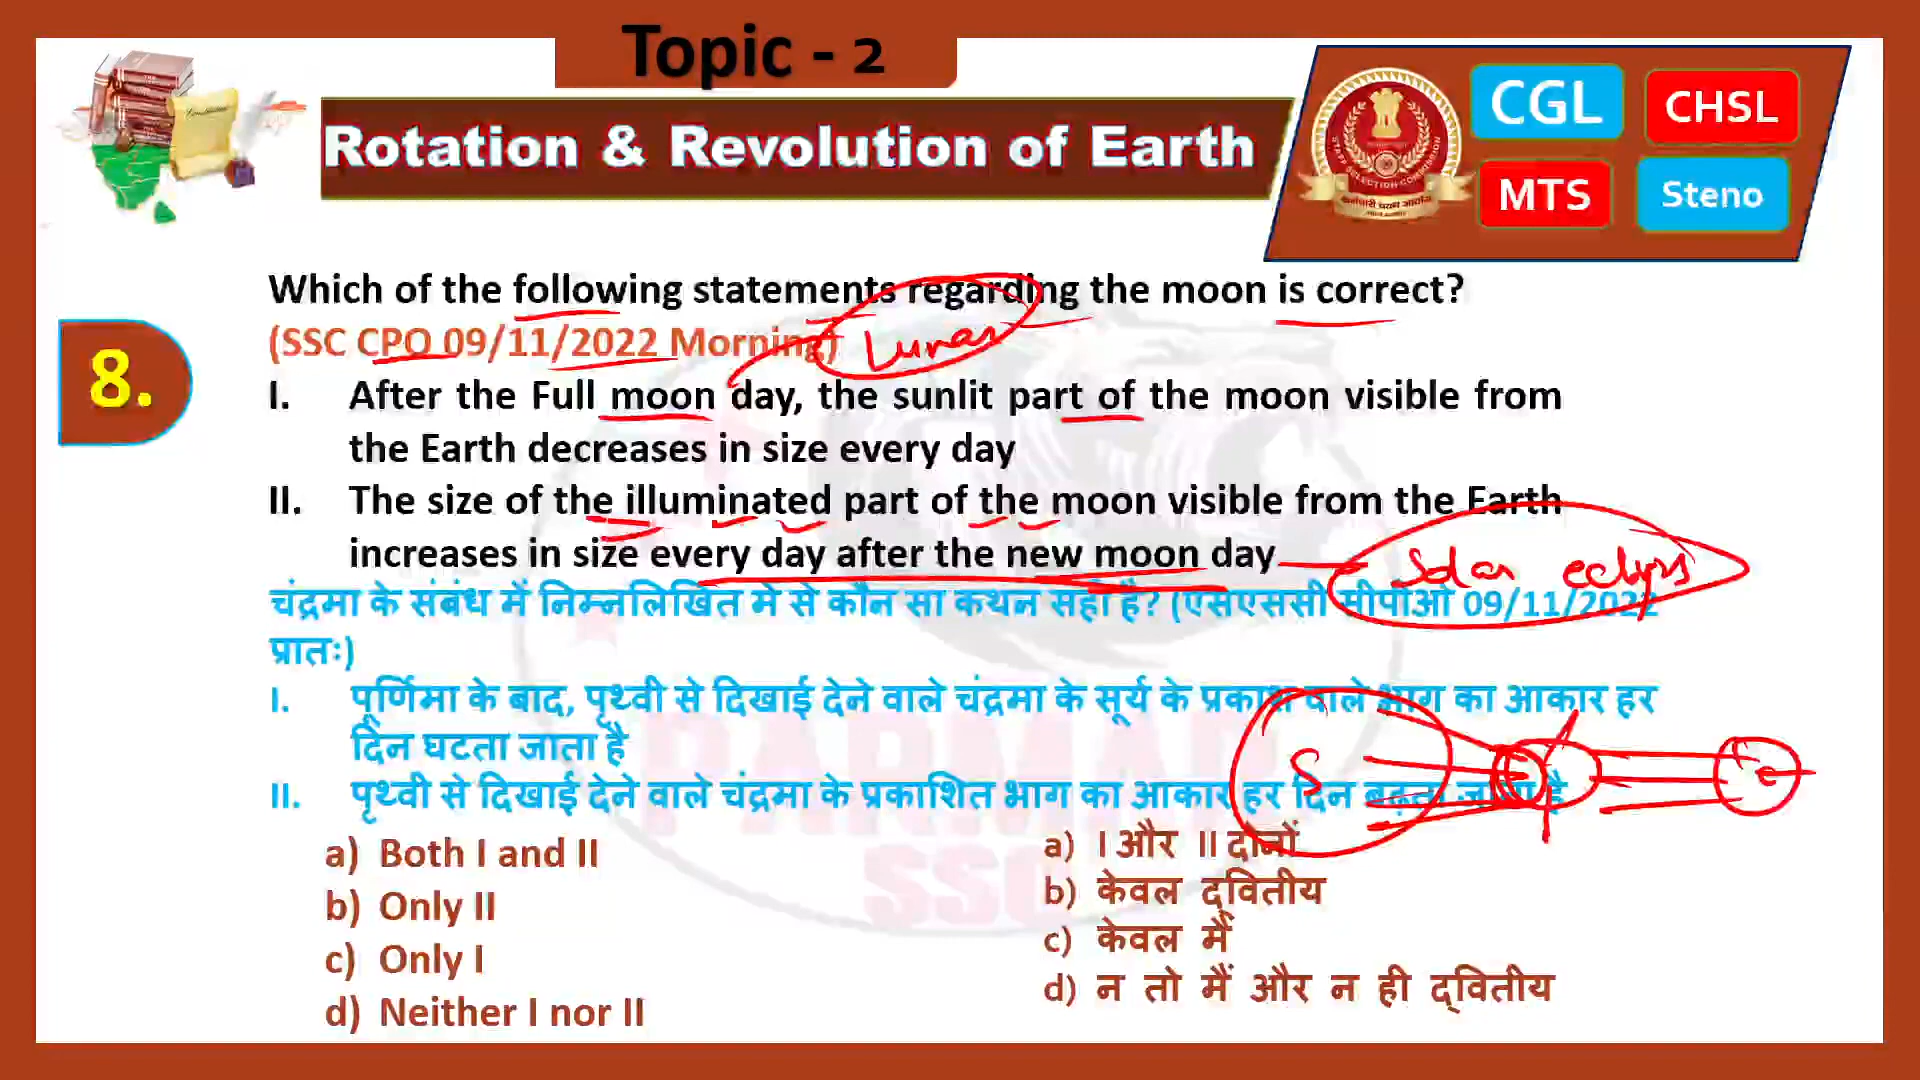 Topic - 2
Rotation & Revolution of Earth
CGL
CHSL
MTS
Steno
8.
Which of the following statements regarding the moon is correct?
(SSC CPO 09/11/2022 Morning)
Lunar
I. After the Full moon day, the sunlit part of the moon visible from
the Earth decreases in size every day
II. The size of the illuminated part of the moon visible from the Earth
increases in size every day after the new moon day
Solar
चंद्रमा के संबंध में निम्नलिखित में से कौन सा कथन सही है? (एसएससी सीपीओ 09/11/2022
प्रातः)
I. पूर्णिमा के बाद, पृथ्वी से दिखाई देने वाले चंद्रमा के सूर्य के प्रकाश वाले भाग का आकार हर
दिन घटता जाता है
II. पृथ्वी से दिखाई देने वाले चंद्रमा के प्रकाशित भाग का आकार हर दिन बढ़ता जाता है
S
e
a) Both I and II
b) Only II
c) Only I
d) Neither I nor II
a) I और II दोनों
b) केवल द्वितीय
c) केवल मैं
d) न तो मैं और न ही द्वितीय
PARMAR
SSC